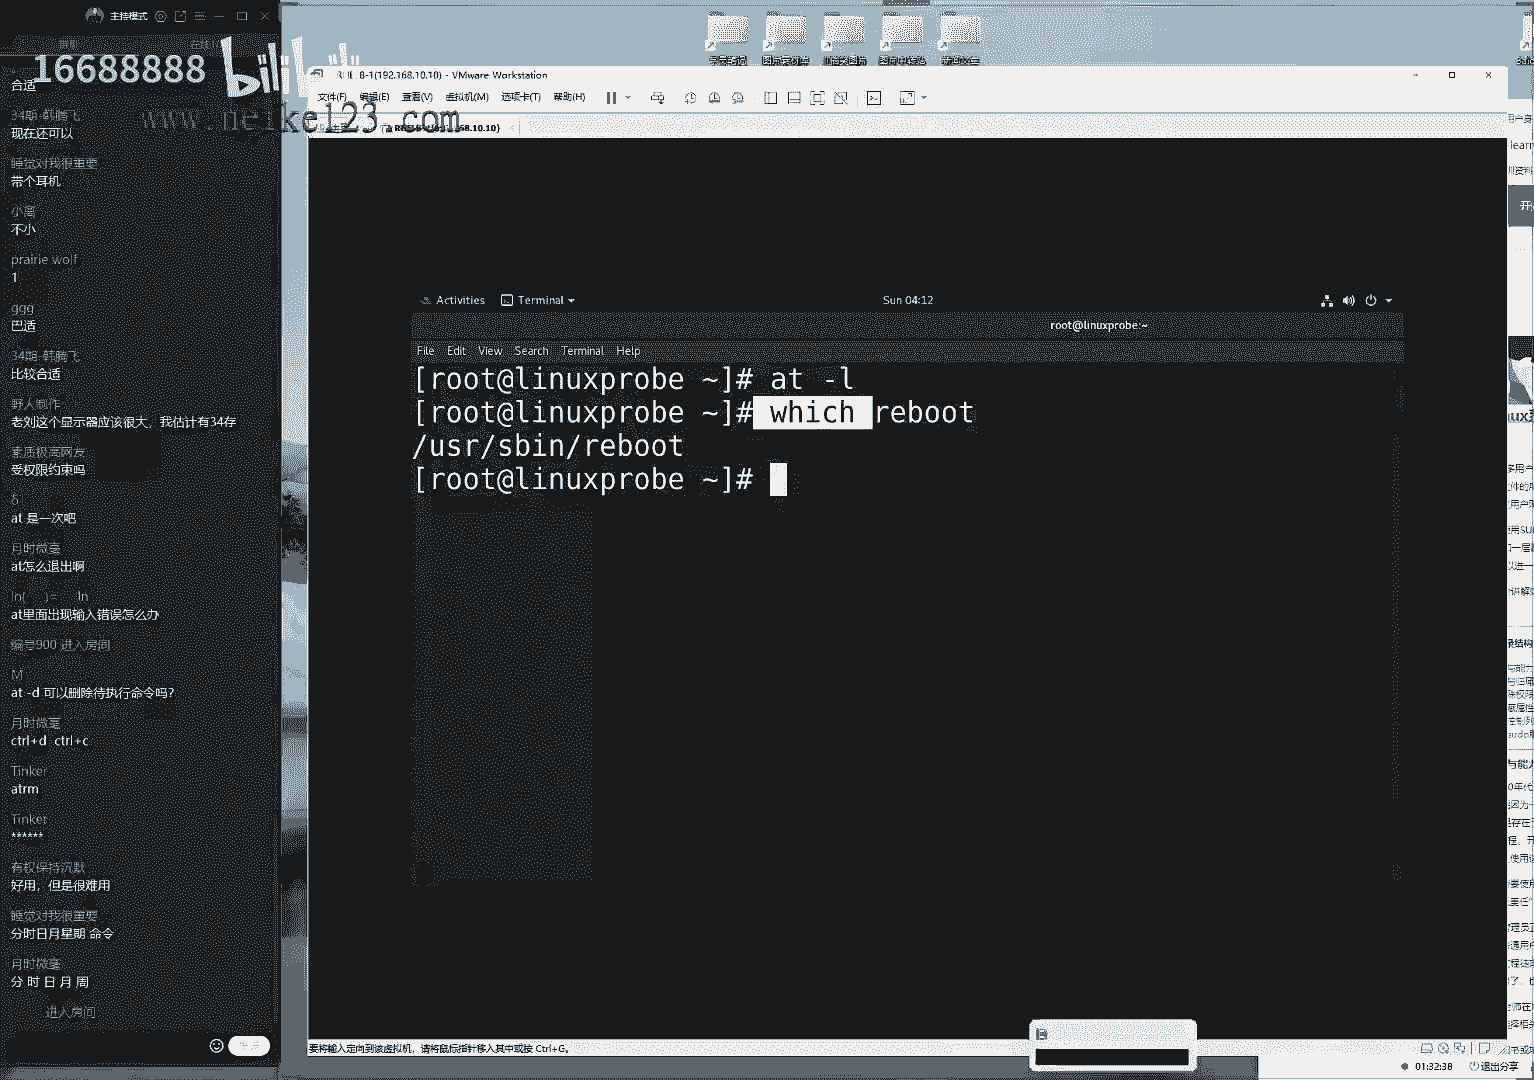 主持模式
16688888
bilibili
合适
34期-韩腾飞
现在还可以
睡觉对我很重要
带个耳机
小离
不小
prairie wolf
1
ggg
巴适
34期-韩腾飞
比较合适
野人制作
老刘这个显示器应该很大，我估计有34存
素质极高网友
受权限约束吗
δ
at 是一次吧
月时微毫
at怎么退出啊
ln( )= ln
at里面出现输入错误怎么办
编号900 进入房间
M
at -d 可以删除待执行命令吗?
月时微毫
ctrl+d ctrl+c
Tinker
atrm
Tinker
******
有权保持沉默
好用，但是很难用
睡觉对我很重要
分时日月星期 命令
月时微毫
分 时 日 月 周
进入房间
www.neike123.com
8-1(192.168.10.10) - VMware Workstation
文件(F) 编辑(E) 查看(V) 虚拟机(M) 选项卡(T) 帮助(H)
Activities Terminal Sun 04:12
root@linuxprobe:~
File Edit View Search Terminal Help
[root@linuxprobe ~]# at -l
[root@linuxprobe ~]# which reboot
/usr/sbin/reboot
[root@linuxprobe ~]#
要将输入定向到该虚拟机，请将鼠标指针移入其中或按 Ctrl+G。
01:32:38 退出分享